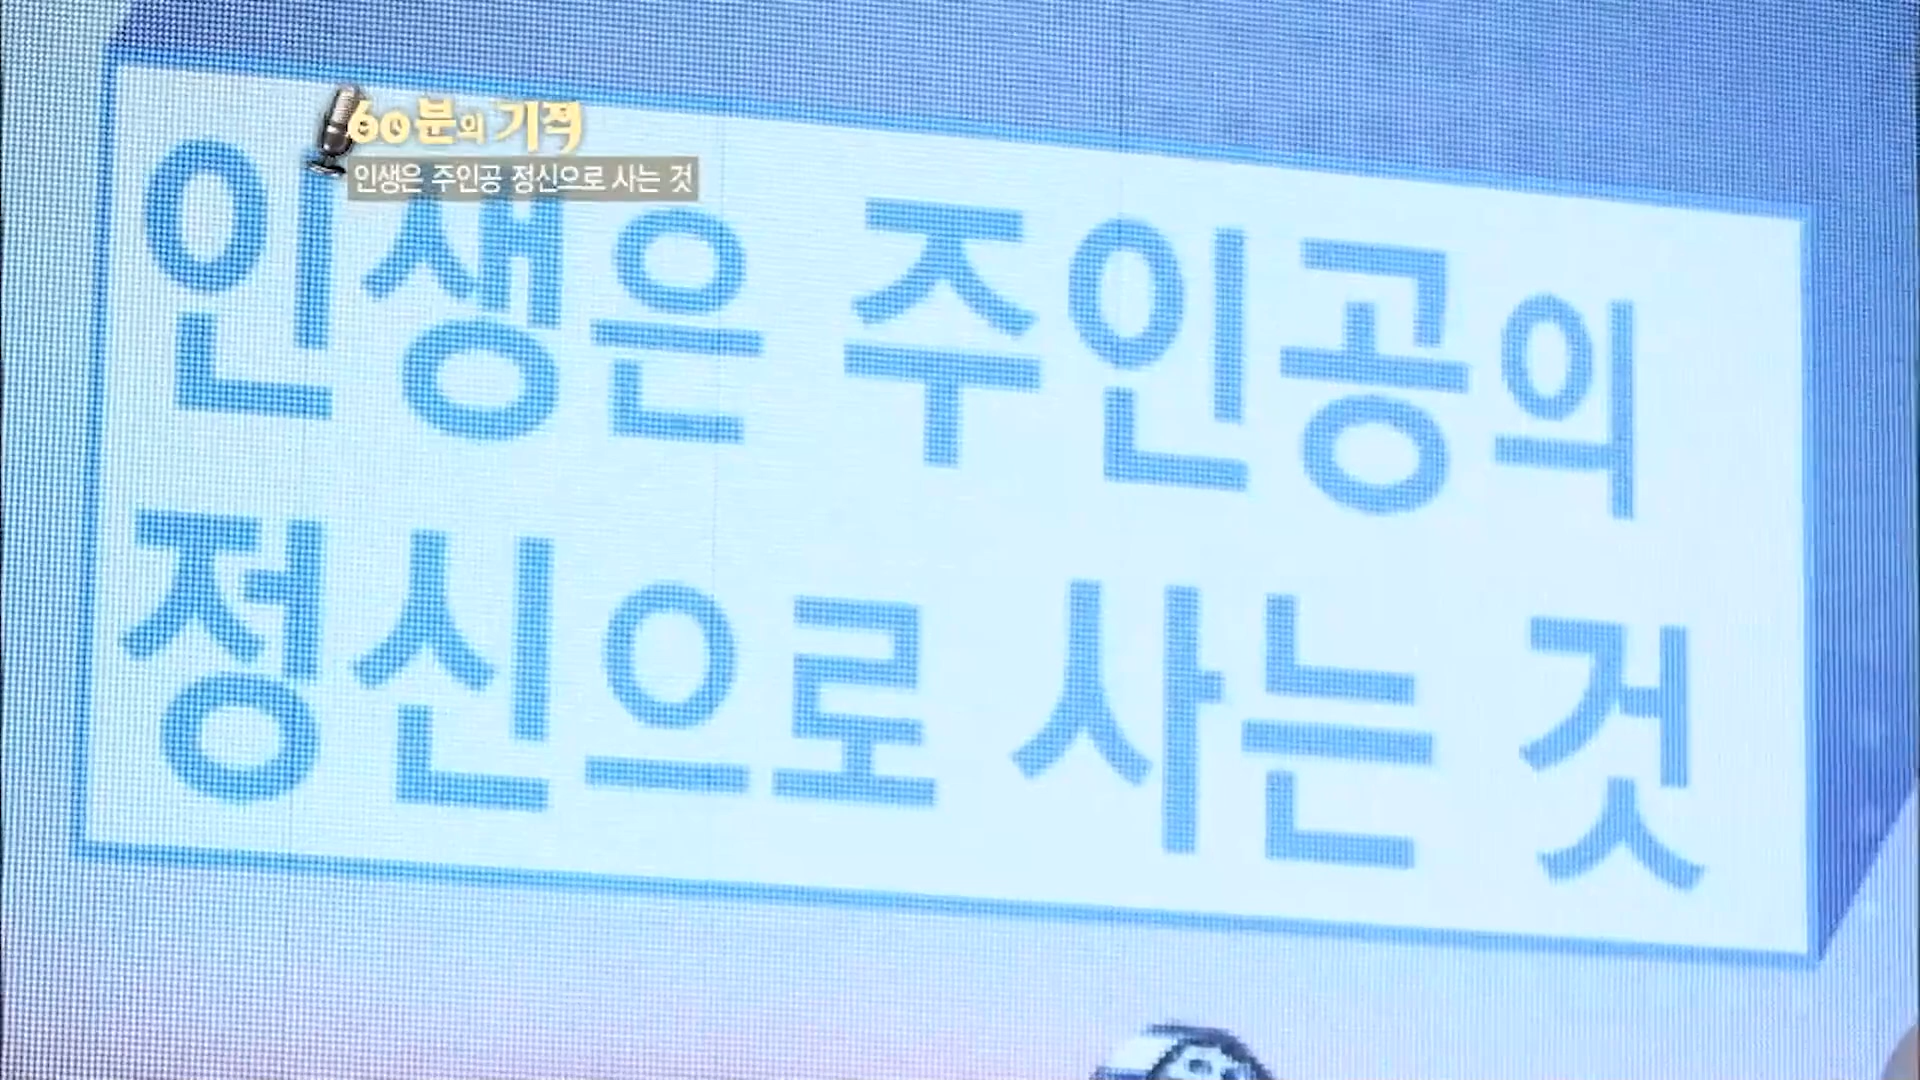 60분의 기적
인생은 주인공 정신으로 사는 것
인생은 주인공의
정신으로 사는 것